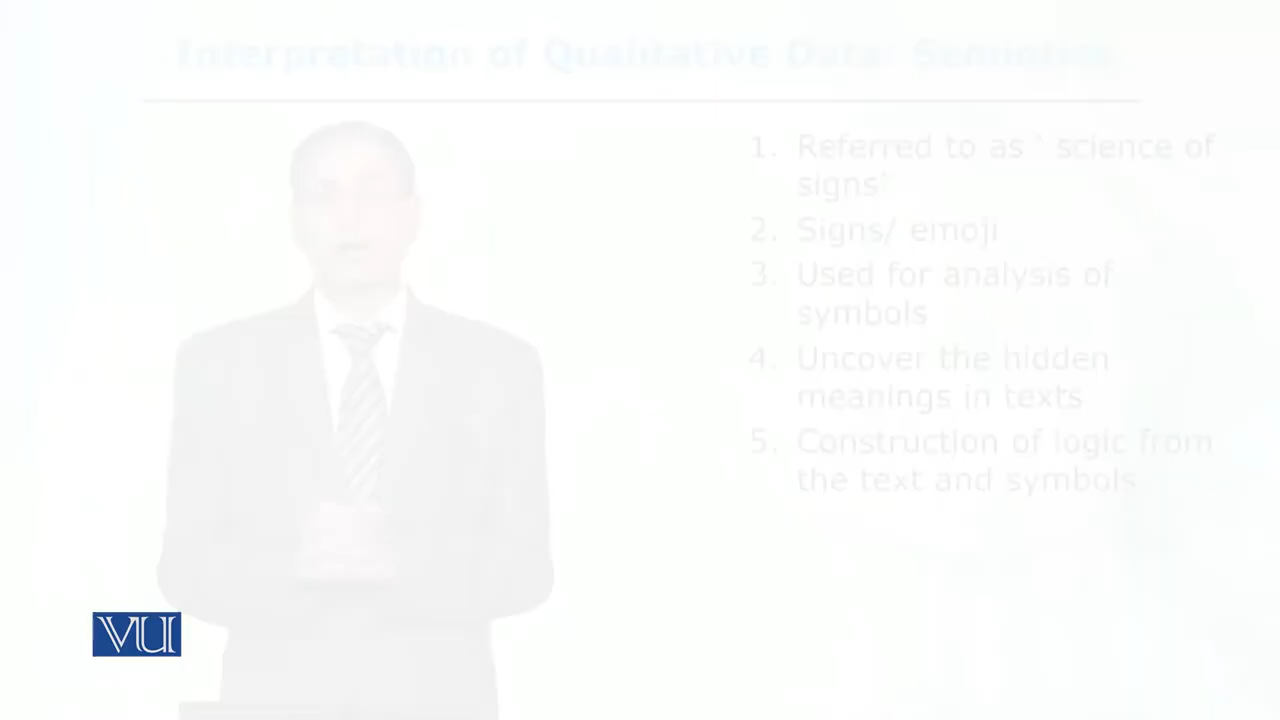 Interpretation of Qualitative Data: Semiotics
1. Referred to as ‘ science of
signs’
2. Signs/ emoji
3. Used for analysis of
symbols
4. Uncover the hidden
meanings in texts
5. Construction of logic from
the text and symbols
VU